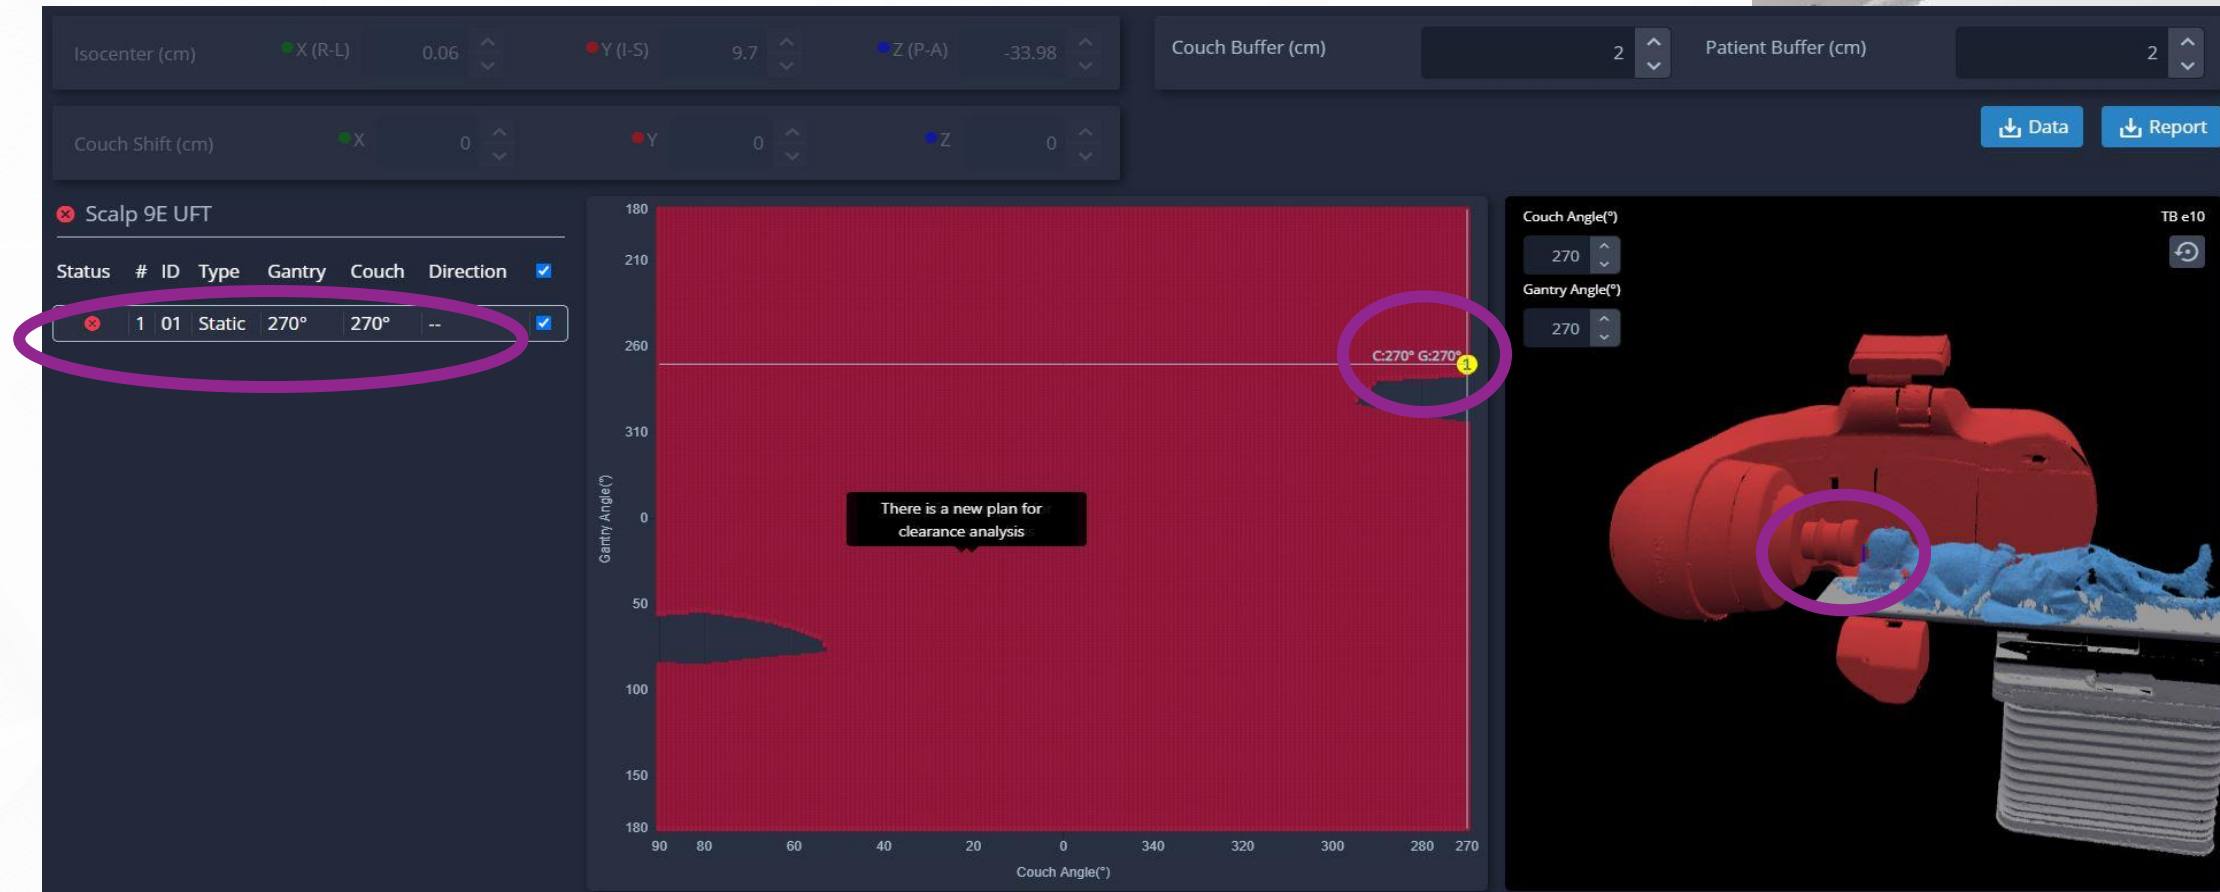 Isocenter (cm) X (R-L) 0.06 Y (I-S) 9.7 Z (P-A) -33.98
Couch Buffer (cm) 2 Patient Buffer (cm) 2
Couch Shift (cm) X 0 Y 0 Z 0
Data Report
Scalp 9E UFT
Status # ID Type Gantry Couch Direction
1 01 Static 270° 270° --
180
210
260
310
0
50
100
150
180
Gantry Angle(°)
C:270° G:270°
1
There is a new plan for
clearance analysis
90 80 60 40 20 0 340 320 300 280 270
Couch Angle(°)
Couch Angle(°) TB e10
270
Gantry Angle(°)
270